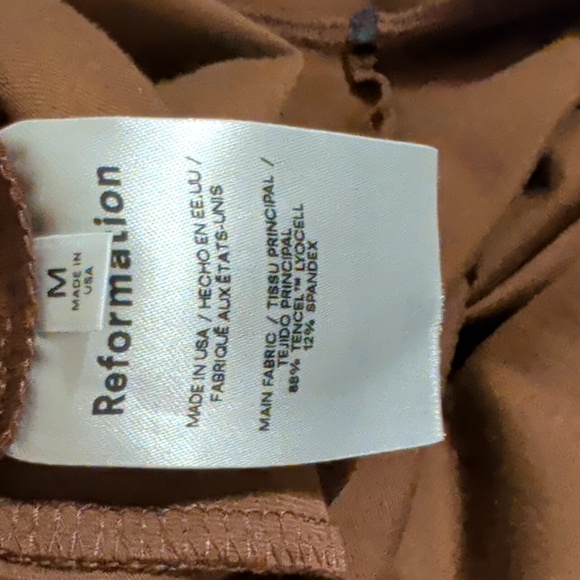 M
MADE IN
USA
Reformation
MADE IN USA / HECHO EN EE.UU /
FABRIQUÉ AUX ÉTATS-UNIS
MAIN FABRIC / TISSU PRINCIPAL /
TEJIDO PRINCIPAL
88% TENCEL™ LYOCELL
12% SPANDEX